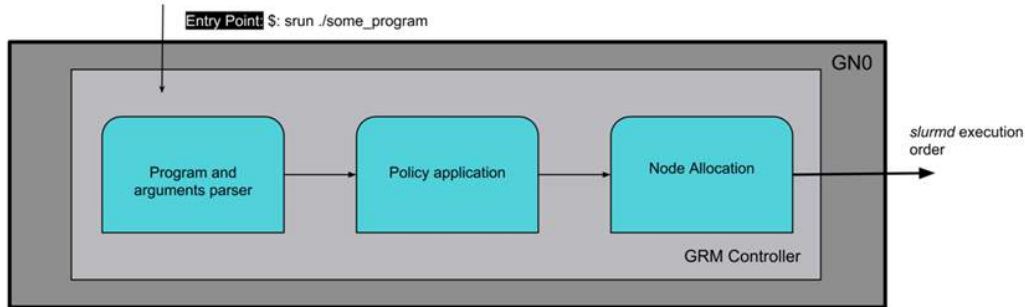 Entry Point: $: srun ./some_program
GN0
slurmd execution
order
Program and
arguments parser
Policy application
Node Allocation
GRM Controller